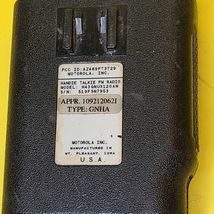 FCC ID: AZ489FT3729
MOTOROLA, INC.
HANDIE TALKIE FM RADIO
MODEL H43GNU3120AN
S/N: 519FSN7953
APPR. 1092120621
TYPE: GNHA
MOTOROLA INC.
MANUFACTURED IN
MT. PLEASANT, IOWA
U.S.A.